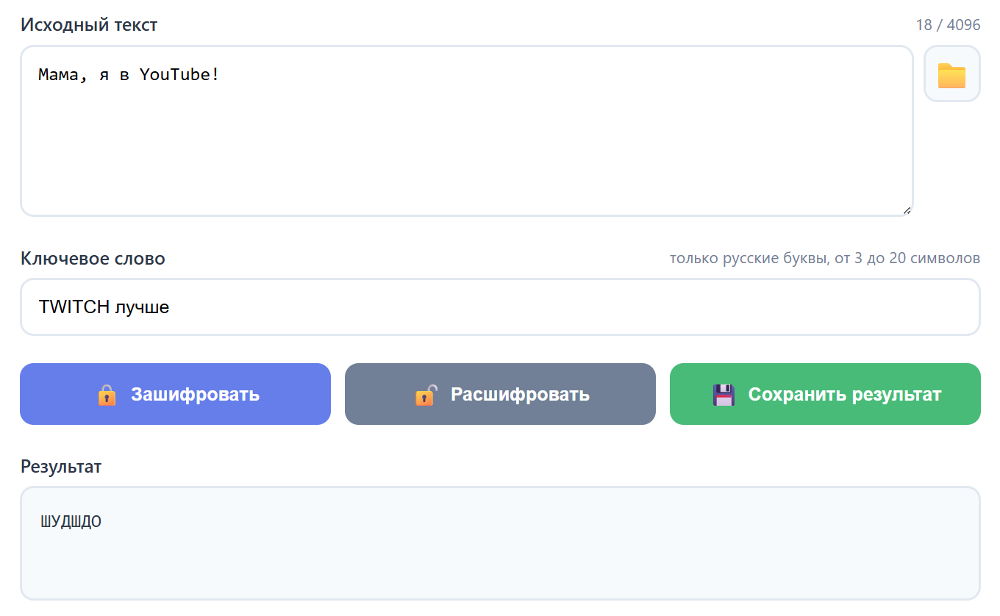 Исходный текст
18 / 4096
Мама, я в YouTube!
Ключевое слово
только русские буквы, от 3 до 20 символов
TWITCH лучше
Зашифровать
Расшифровать
Сохранить результат
Результат
ШУДШДО